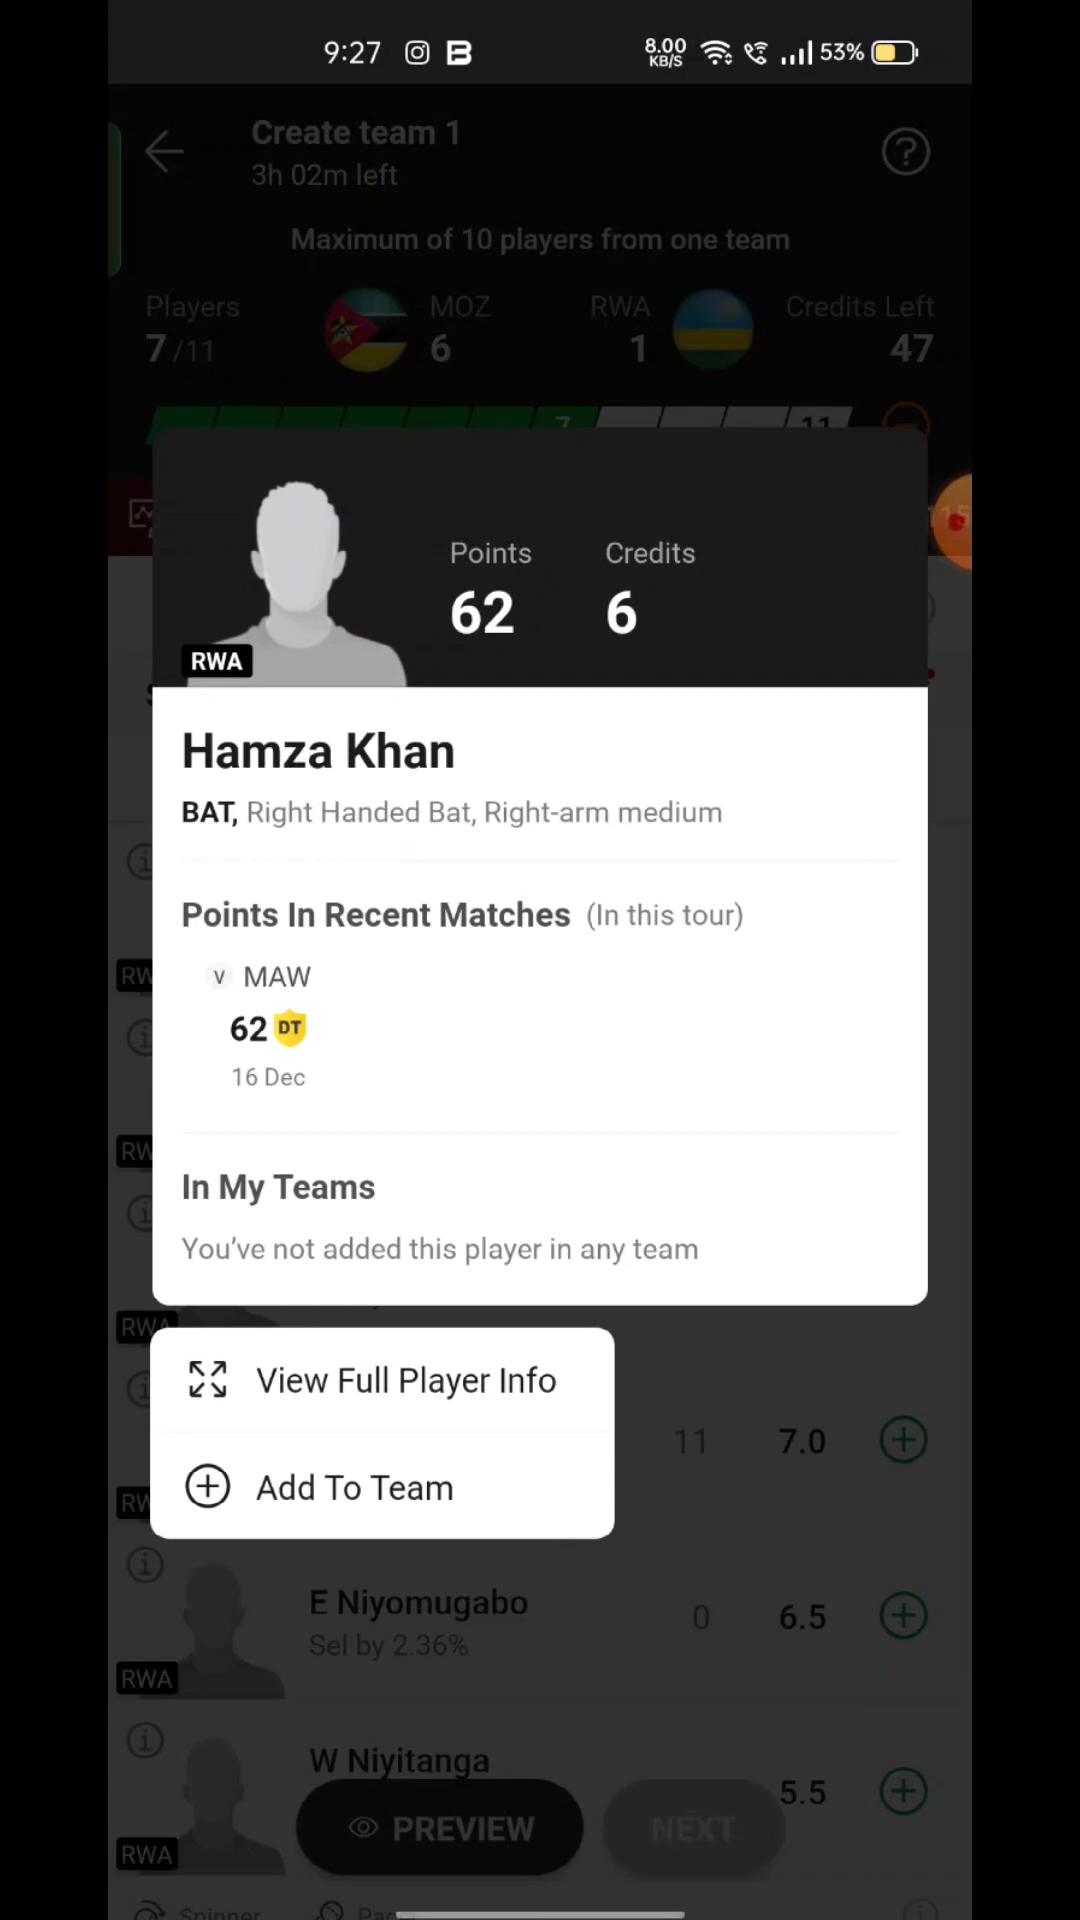 9:27
8.00
KB/S
53%
Create team 1
3h 02m left
Maximum of 10 players from one team
Players
MOZ
RWA
Credits Left
7/11
6
1
47
7
11
Points
Credits
62
6
RWA
Hamza Khan
BAT, Right Handed Bat, Right-arm medium
Points In Recent Matches (In this tour)
v MAW
62 DT
16 Dec
In My Teams
You've not added this player in any team
View Full Player Info
11
7.0
Add To Team
E Niyomugabo
0
6.5
Sel by 2.36%
RWA
W Niyitanga
5.5
PREVIEW
NEXT
RWA
Spinner